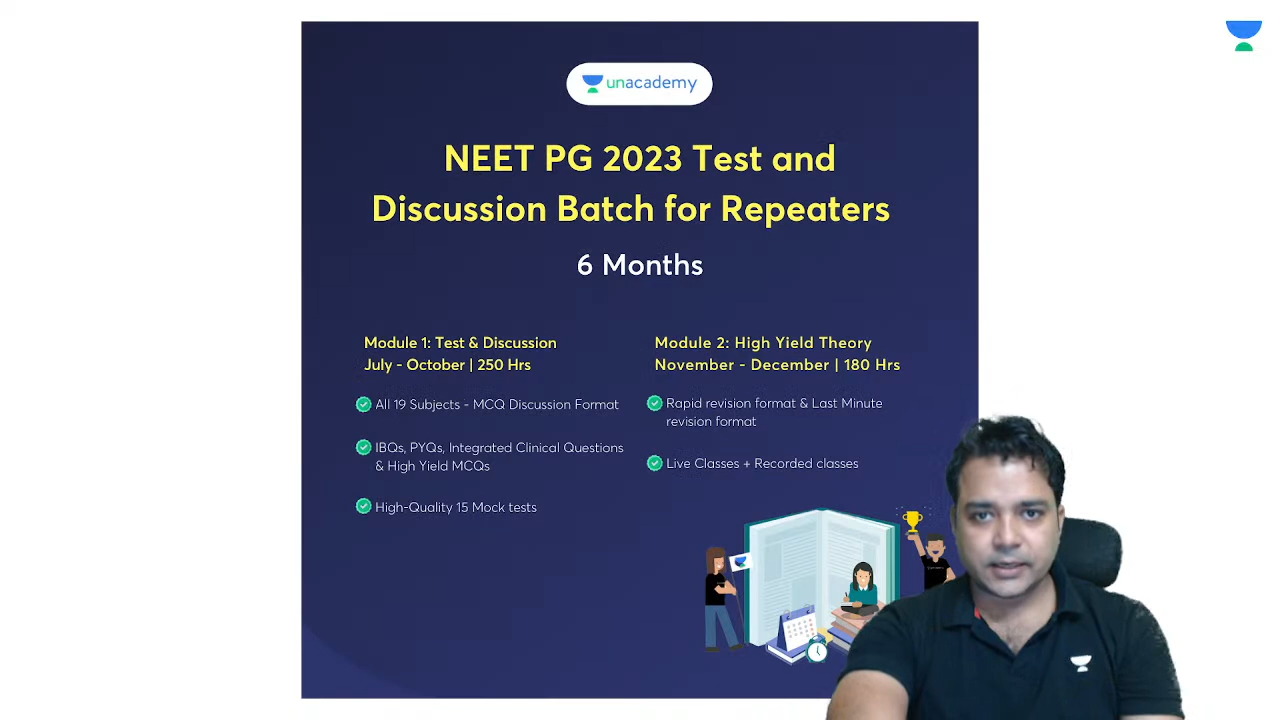 unacademy
NEET PG 2023 Test and
Discussion Batch for Repeaters
6 Months
Module 1: Test & Discussion
July - October | 250 Hrs
All 19 Subjects - MCQ Discussion Format
IBQs, PYQs, Integrated Clinical Questions
& High Yield MCQs
High-Quality 15 Mock tests
Module 2: High Yield Theory
November - December | 180 Hrs
Rapid revision format & Last Minute
revision format
Live Classes + Recorded classes